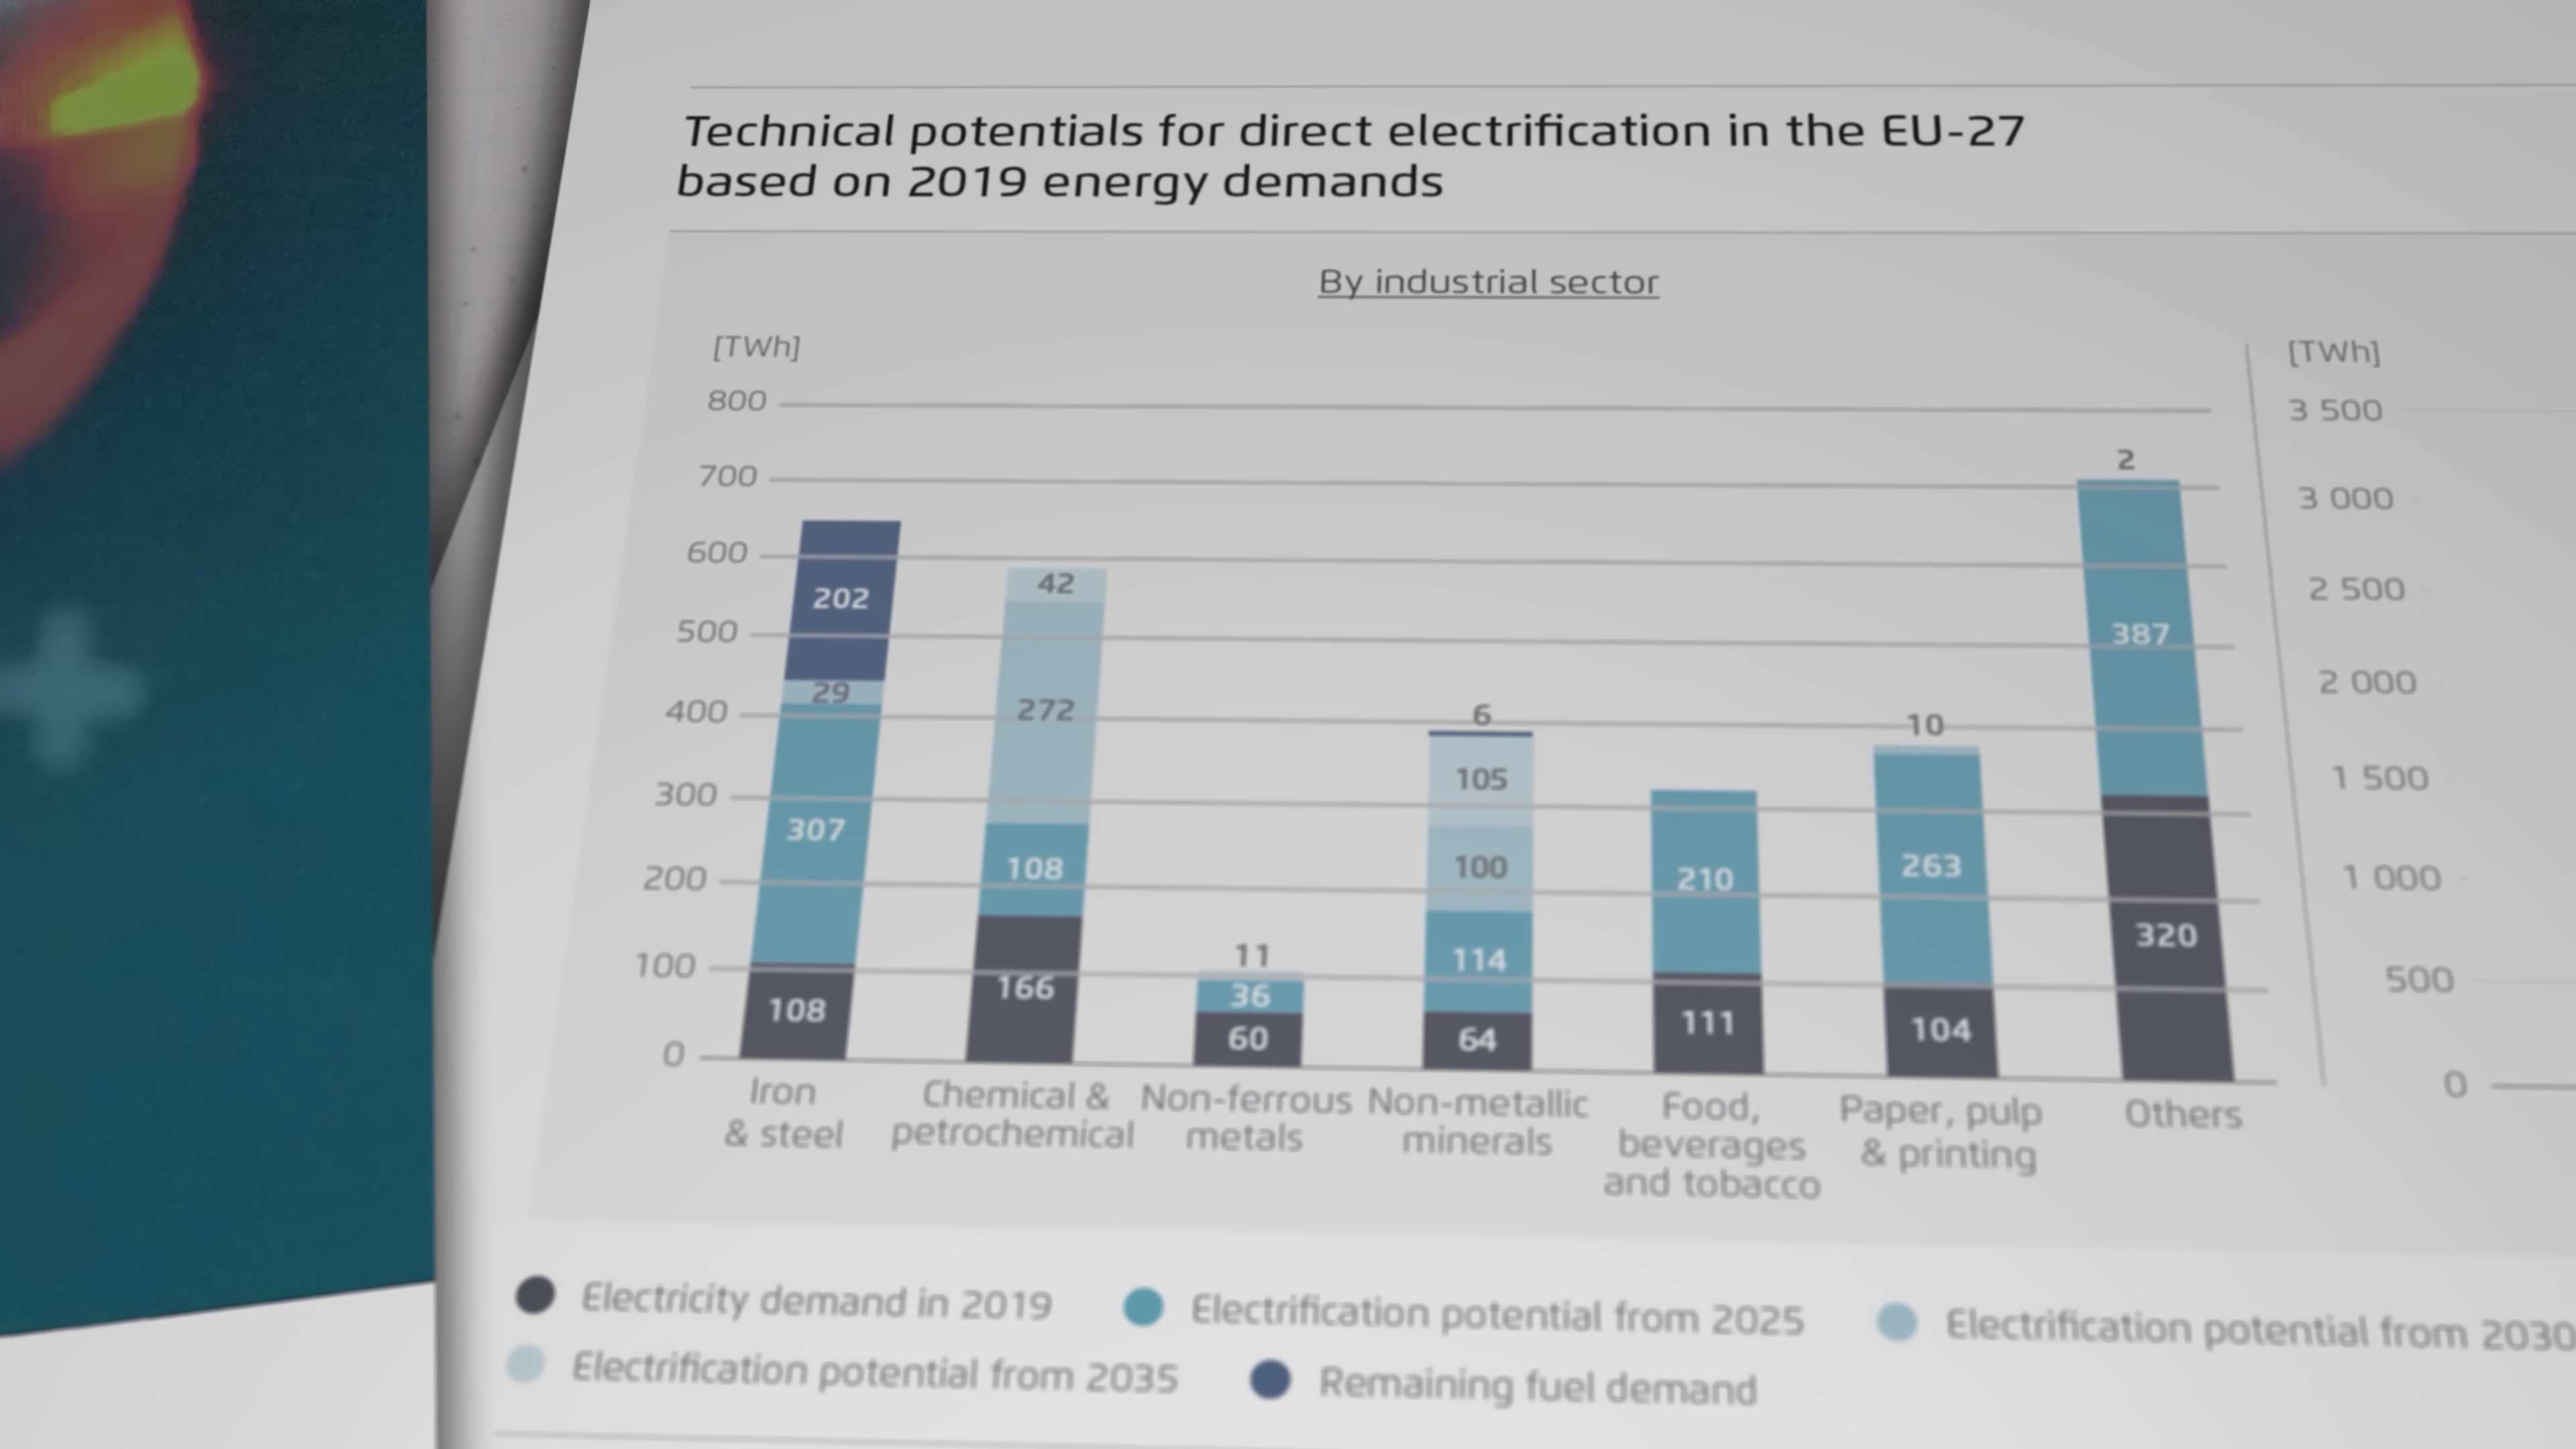 Technical potentials for direct electrification in the EU-27
based on 2019 energy demands
By industrial sector
[TWh]
800
700
600
500
400
300
200
100
0
202
29
307
108
42
272
108
166
11
36
60
6
105
100
114
64
210
111
10
263
104
2
387
320
Iron
& steel
Chemical &
petrochemical
Non-ferrous
metals
Non-metallic
minerals
Food,
beverages
and tobacco
Paper, pulp
& printing
Others
[TWh]
3 500
3 000
2 500
2 000
1 500
1 000
500
0
Electricity demand in 2019
Electrification potential from 2025
Electrification potential from 2030
Electrification potential from 2035
Remaining fuel demand